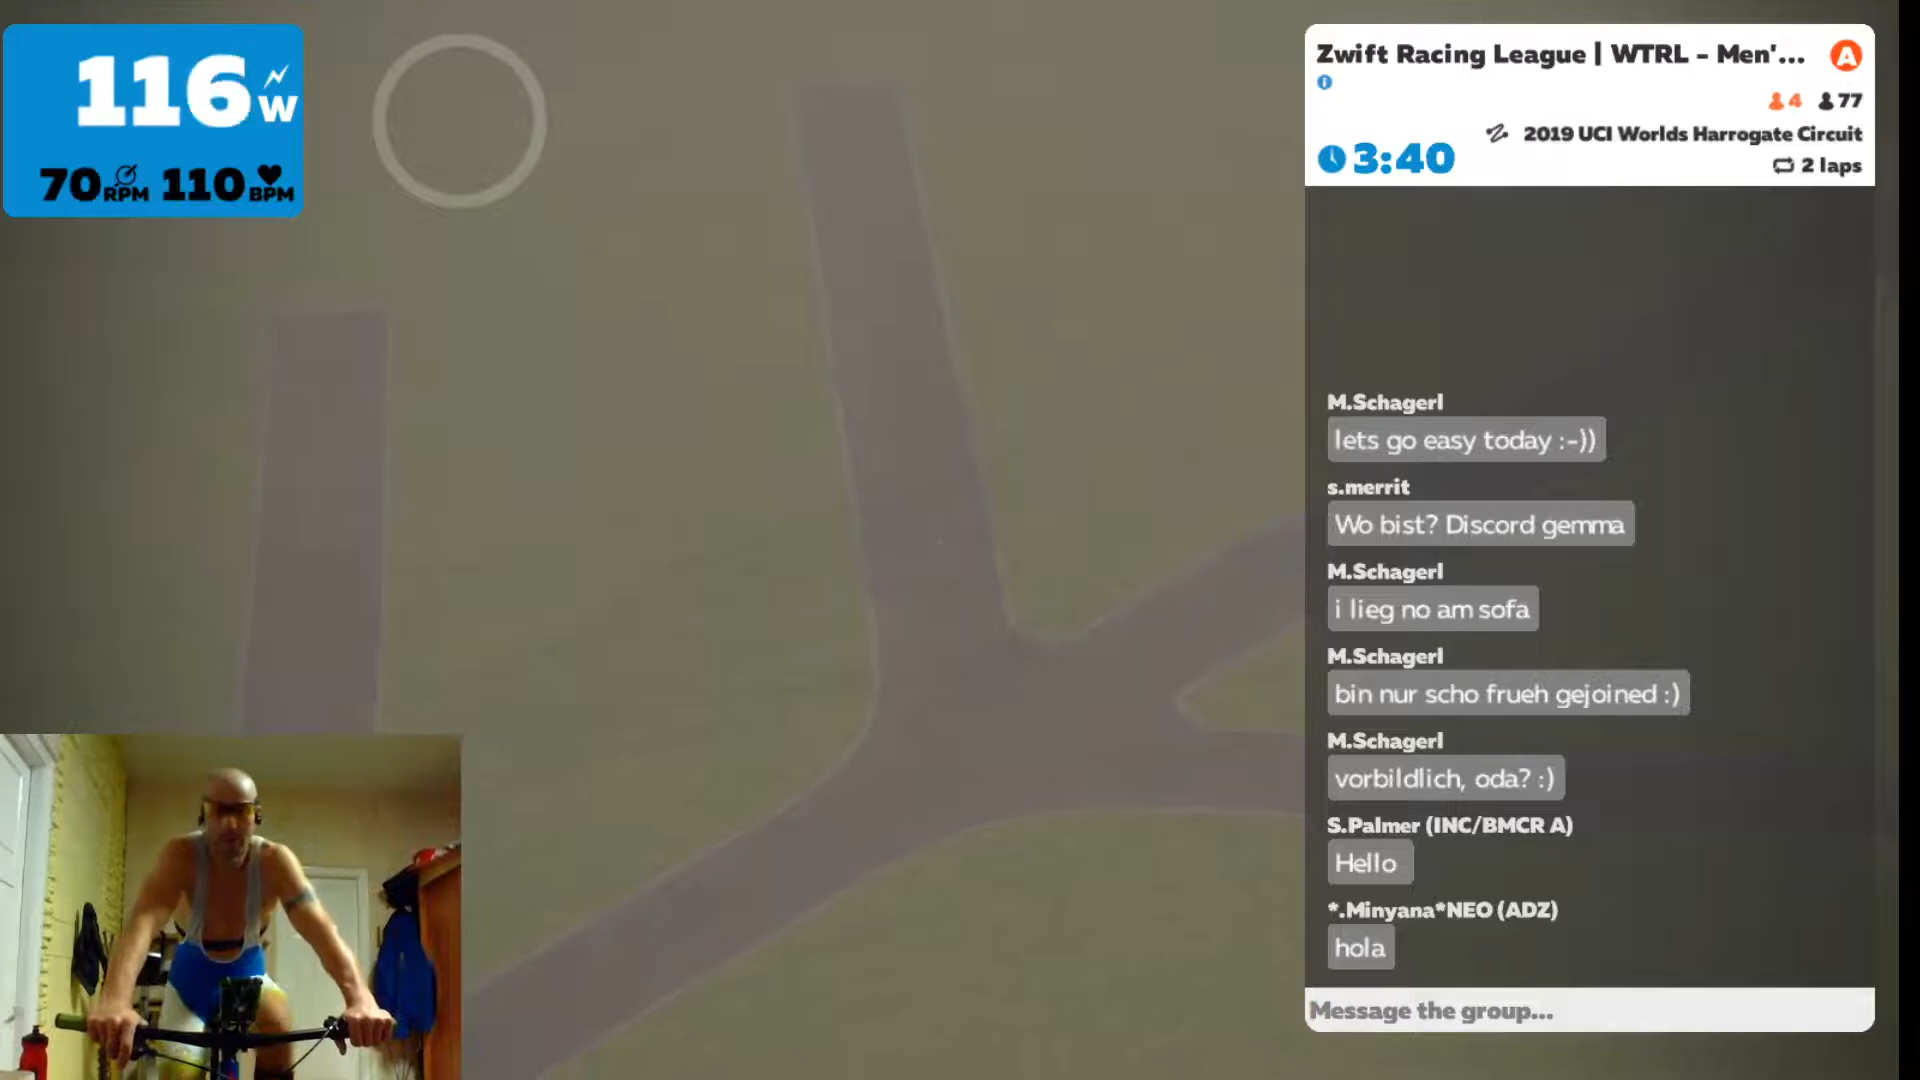 116 w
70 RPM 110 BPM
Zwift Racing League | WTRL - Men'... A
4 77
2019 UCI Worlds Harrogate Circuit
3:40
2 laps
M.Schagerl
lets go easy today :-))
s.merrit
Wo bist? Discord gemma
M.Schagerl
i lieg no am sofa
M.Schagerl
bin nur scho frueh gejoined :)
M.Schagerl
vorbildlich, oda? :)
S.Palmer (INC/BMCR A)
Hello
*.Minyana*NEO (ADZ)
hola
Message the group...